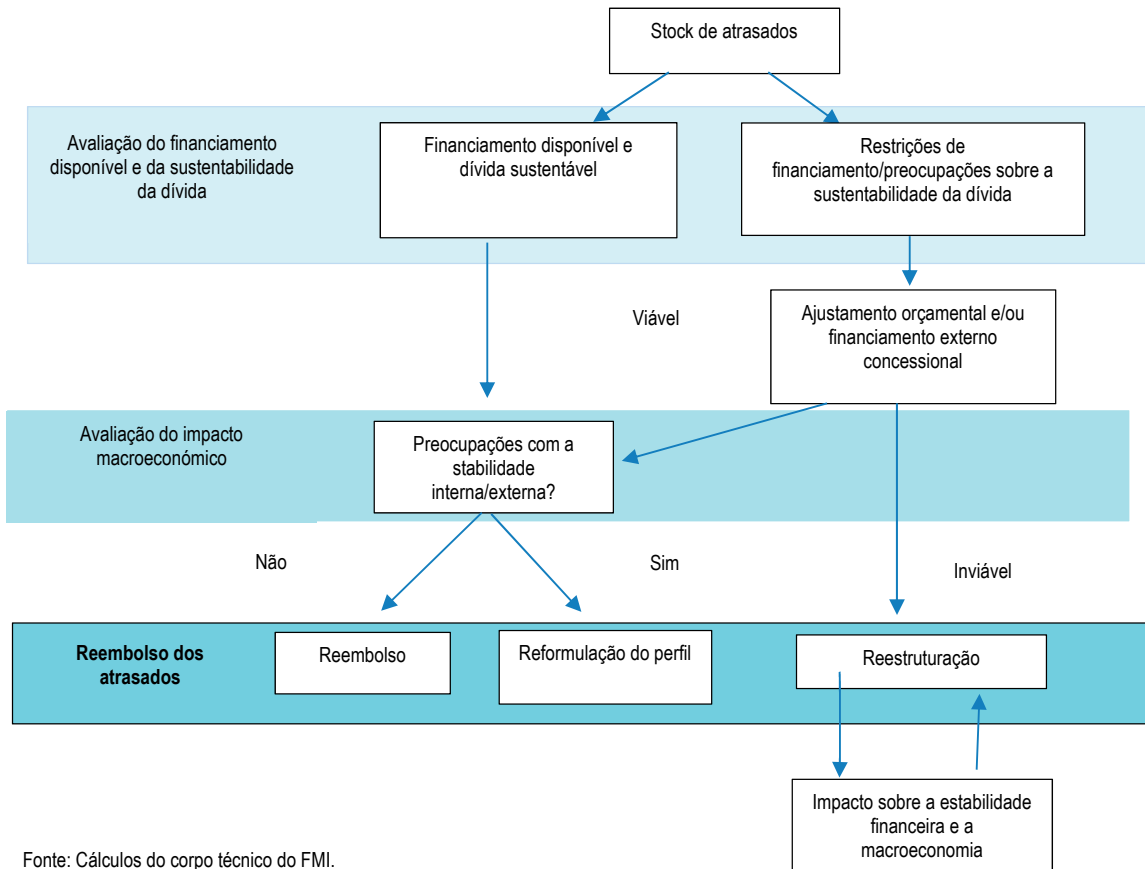 Stock de atrasados
Avaliação do financiamento
disponível e da sustentabilidade
da dívida
Financiamento disponível e
dívida sustentável
Restrições de
financiamento/preocupações sobre a
sustentabilidade da dívida
Viável
Ajustamento orçamental e/ou
financiamento externo
concessional
Avaliação do impacto
macroeconómico
Preocupações com a
stabilidade
interna/externa?
Não
Sim
Inviável
Reembolso dos
atrasados
Reembolso
Reformulação do perfil
Reestruturação
Impacto sobre a estabilidade
financeira e a
macroeconomia
Fonte: Cálculos do corpo técnico do FMI.